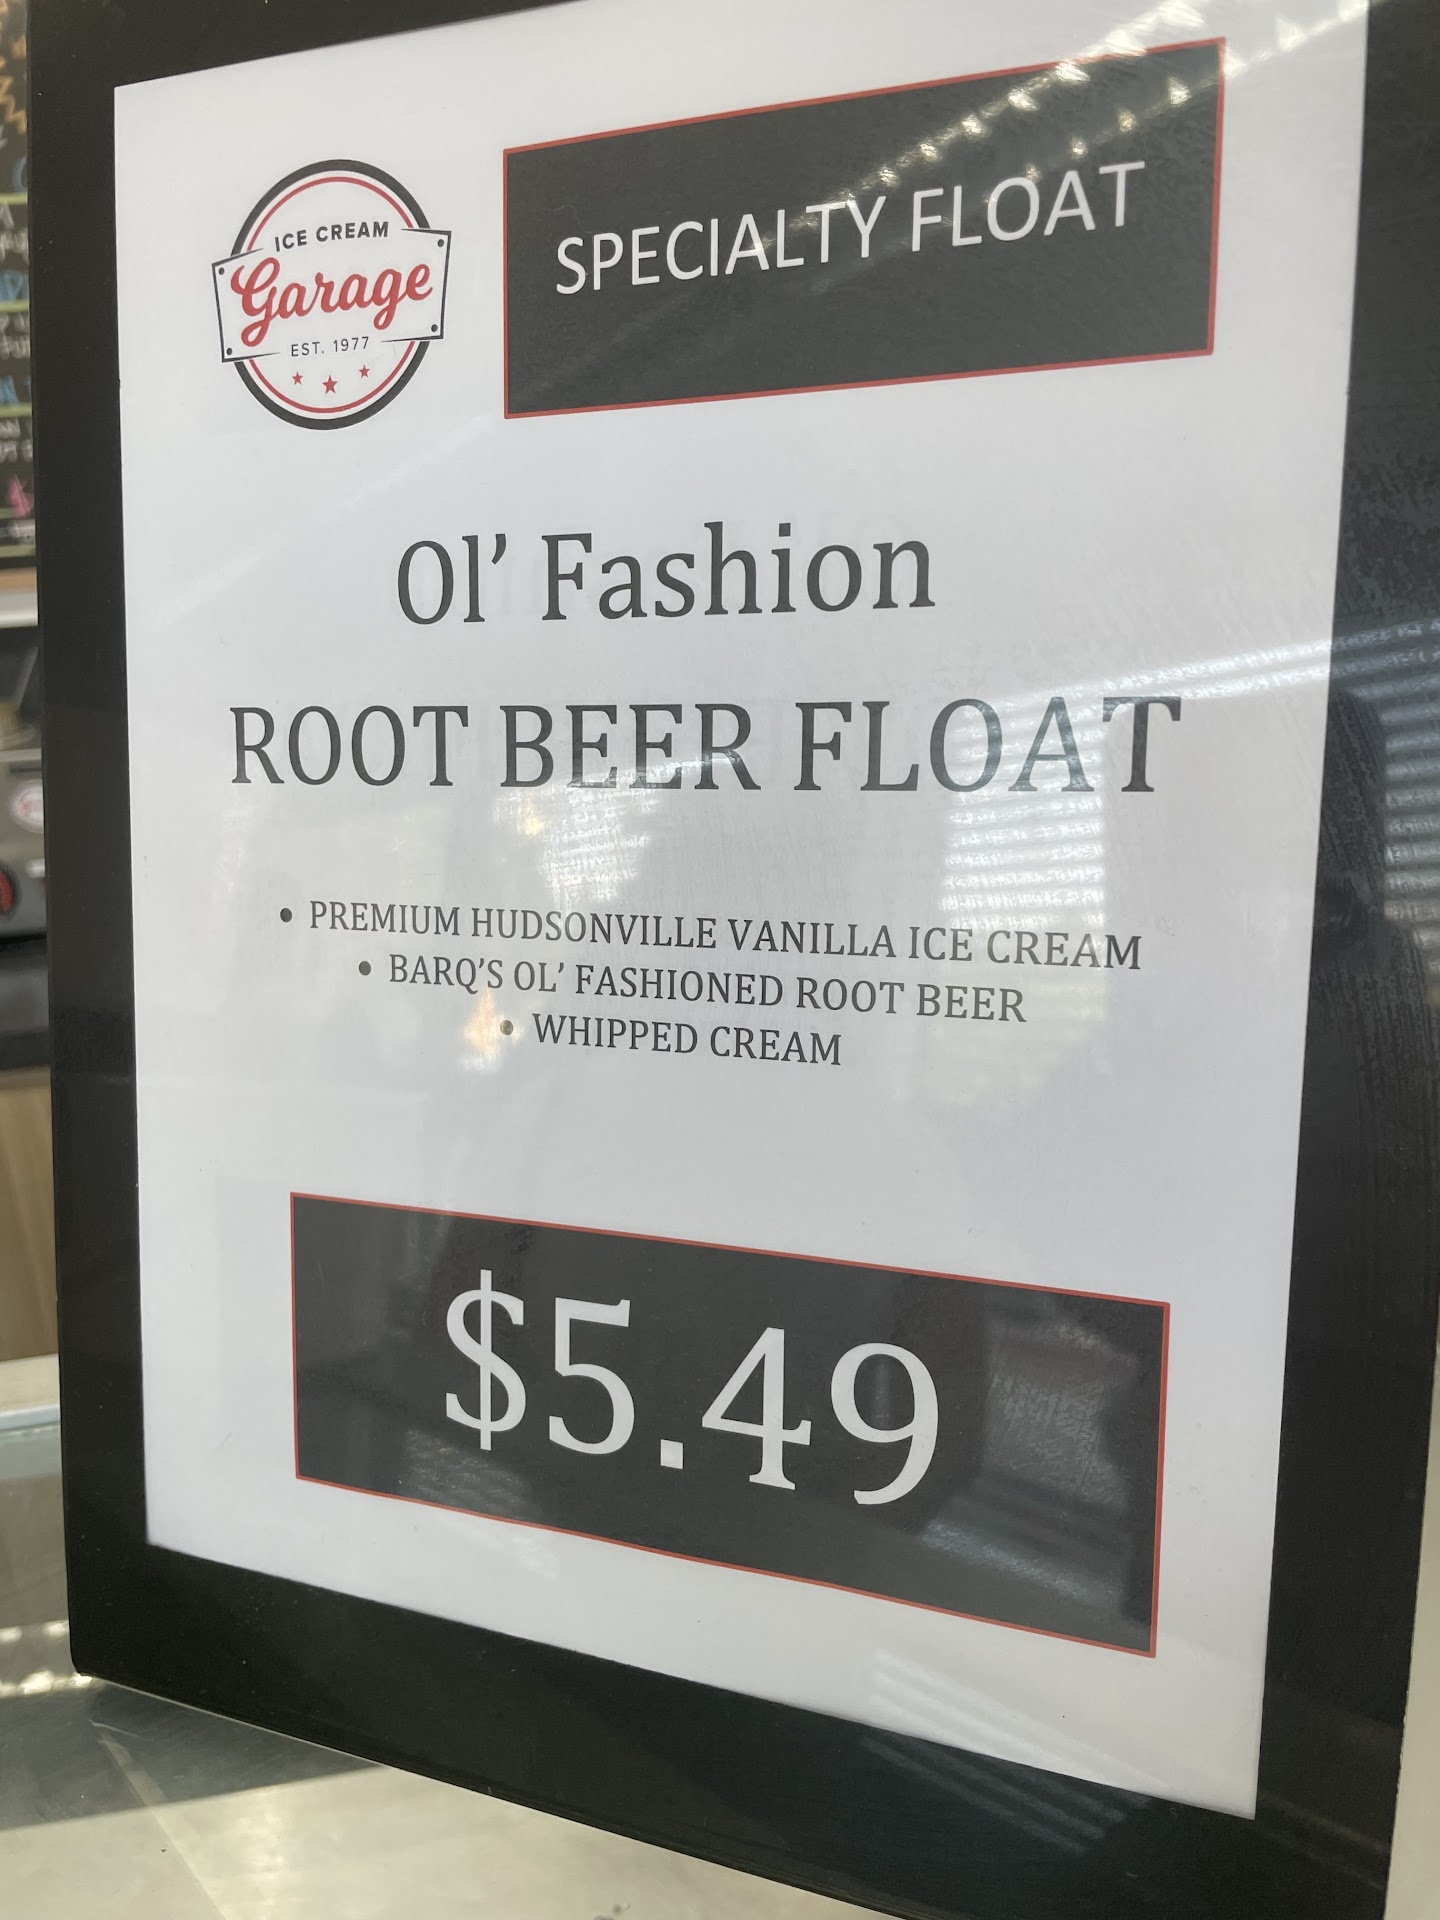 ICE CREAM
Garage
EST. 1977
SPECIALTY FLOAT
Ol’ Fashion
ROOT BEER FLOAT
• PREMIUM HUDSONVILLE VANILLA ICE CREAM
• BARQ’S OL’ FASHIONED ROOT BEER
• WHIPPED CREAM
$5.49